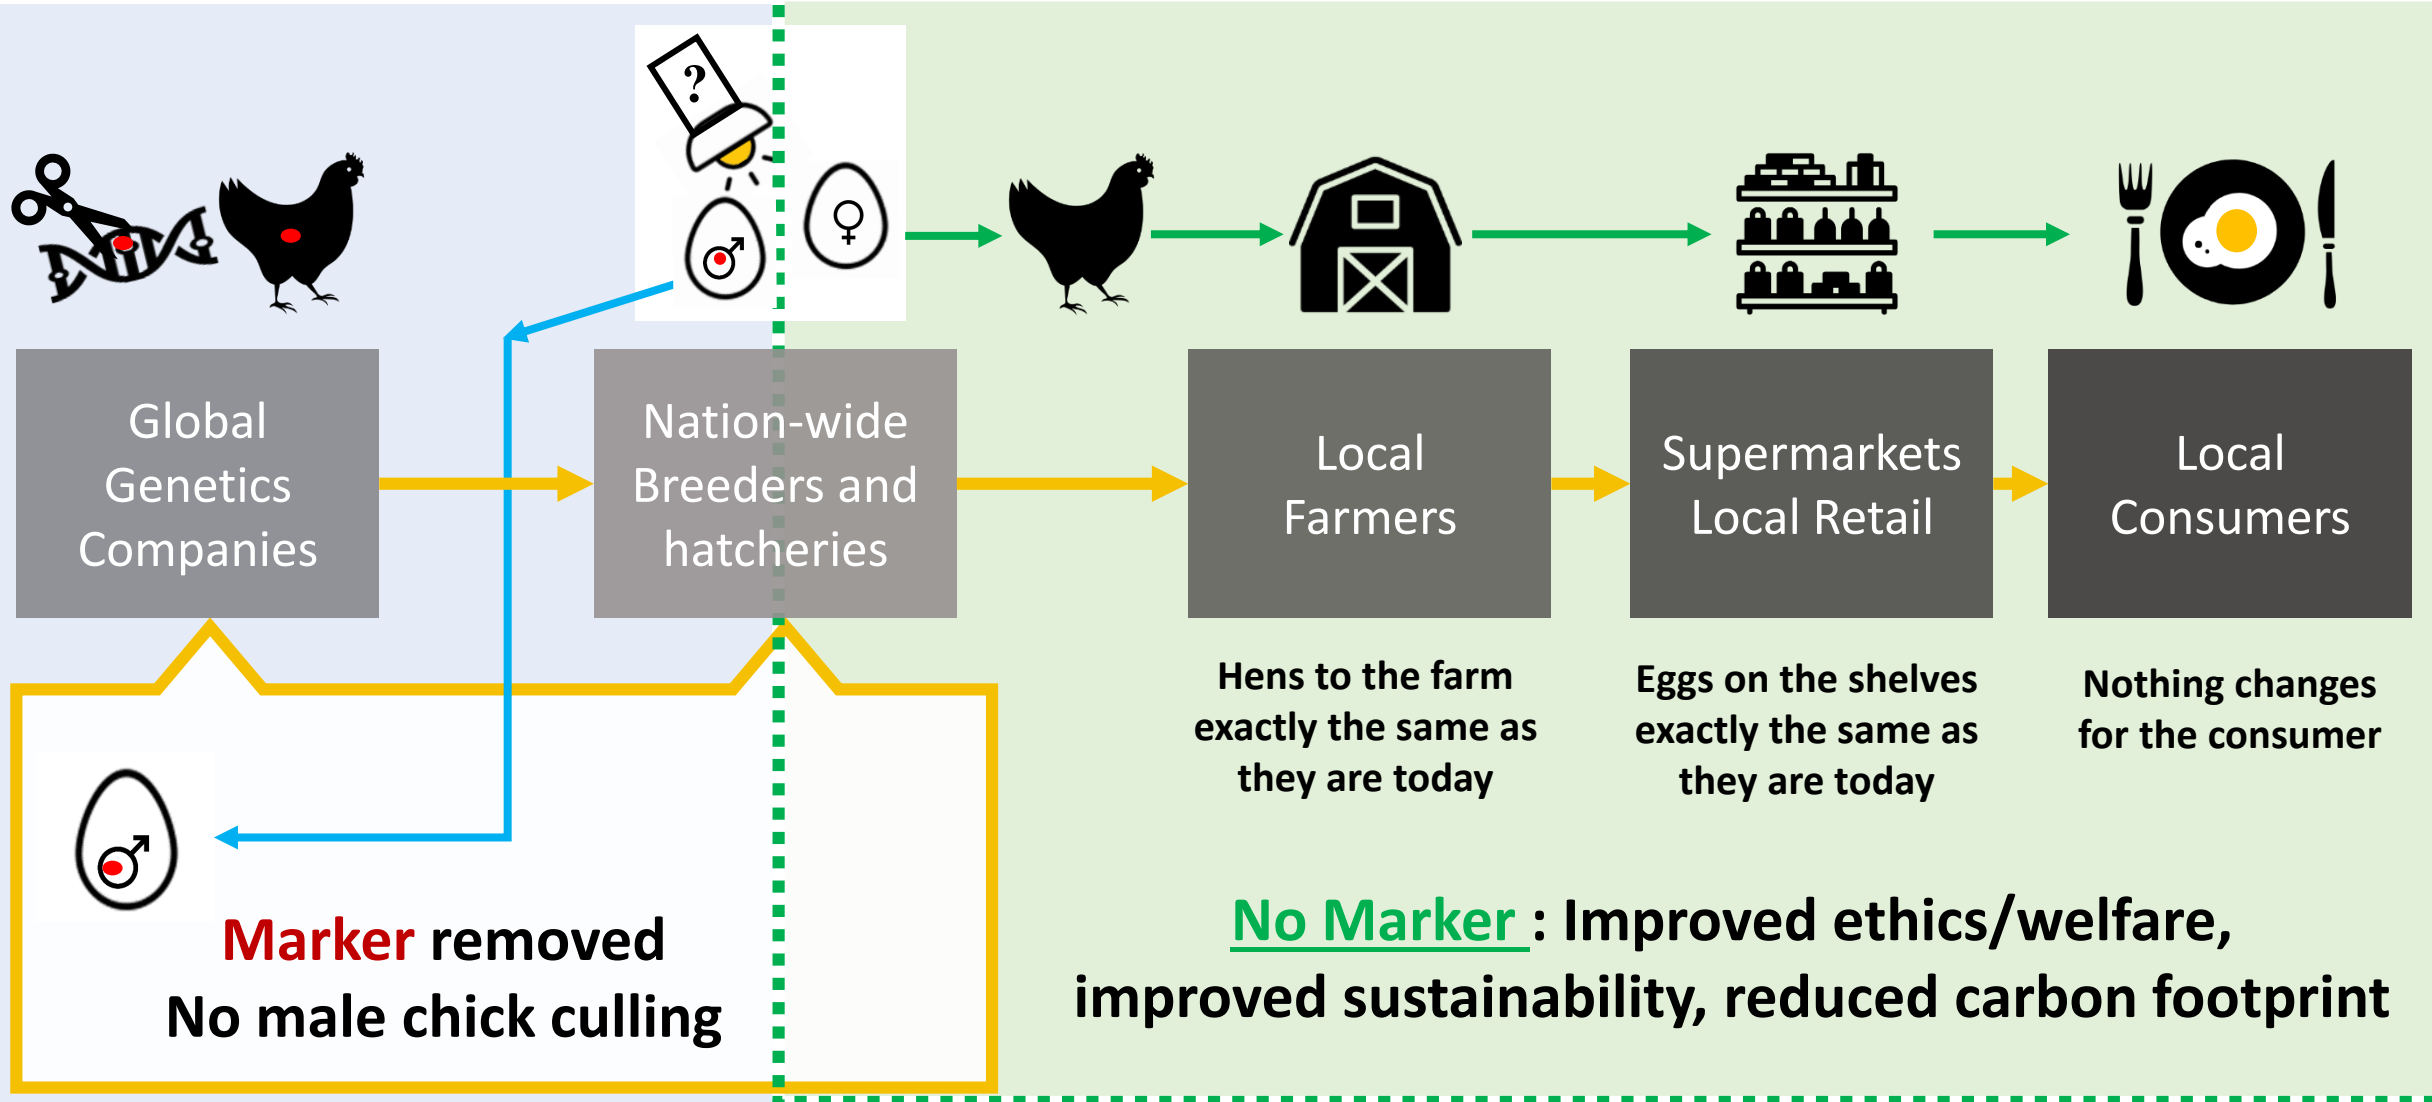 ?
Global
Genetics
Companies
Nation-wide
Breeders and
hatcheries
Local
Farmers
Supermarkets
Local Retail
Local
Consumers
Hens to the farm
exactly the same as
they are today
Eggs on the shelves
exactly the same as
they are today
Nothing changes
for the consumer
Marker removed
No male chick culling
No Marker : Improved ethics/welfare,
improved sustainability, reduced carbon footprint